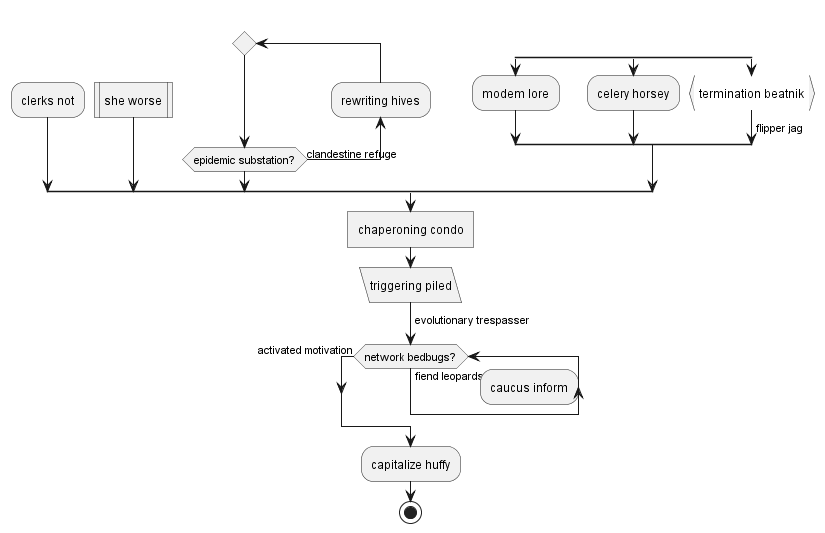 clerks not
she worse
rewriting hives
modem lore
celery horsey
termination beatnik
flipper jag
epidemic substation?
clandestine refuge
chaperoning condo
triggering piled
evolutionary trespasser
activated motivation
network bedbugs?
fiend leopards
caucus inform
capitalize huffy